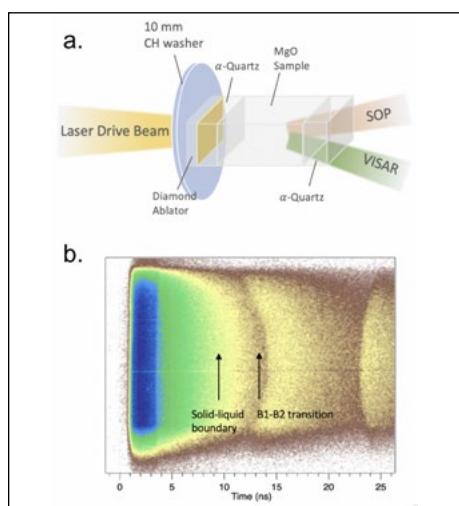 a.
10 mm
CH washer
α-Quartz
MgO
Sample
SOP
Laser Drive Beam
VISAR
Diamond
Ablator
α-Quartz
b.
Solid-liquid
boundary
B1-B2 transition
0
5
10
15
20
25
Time (ns)